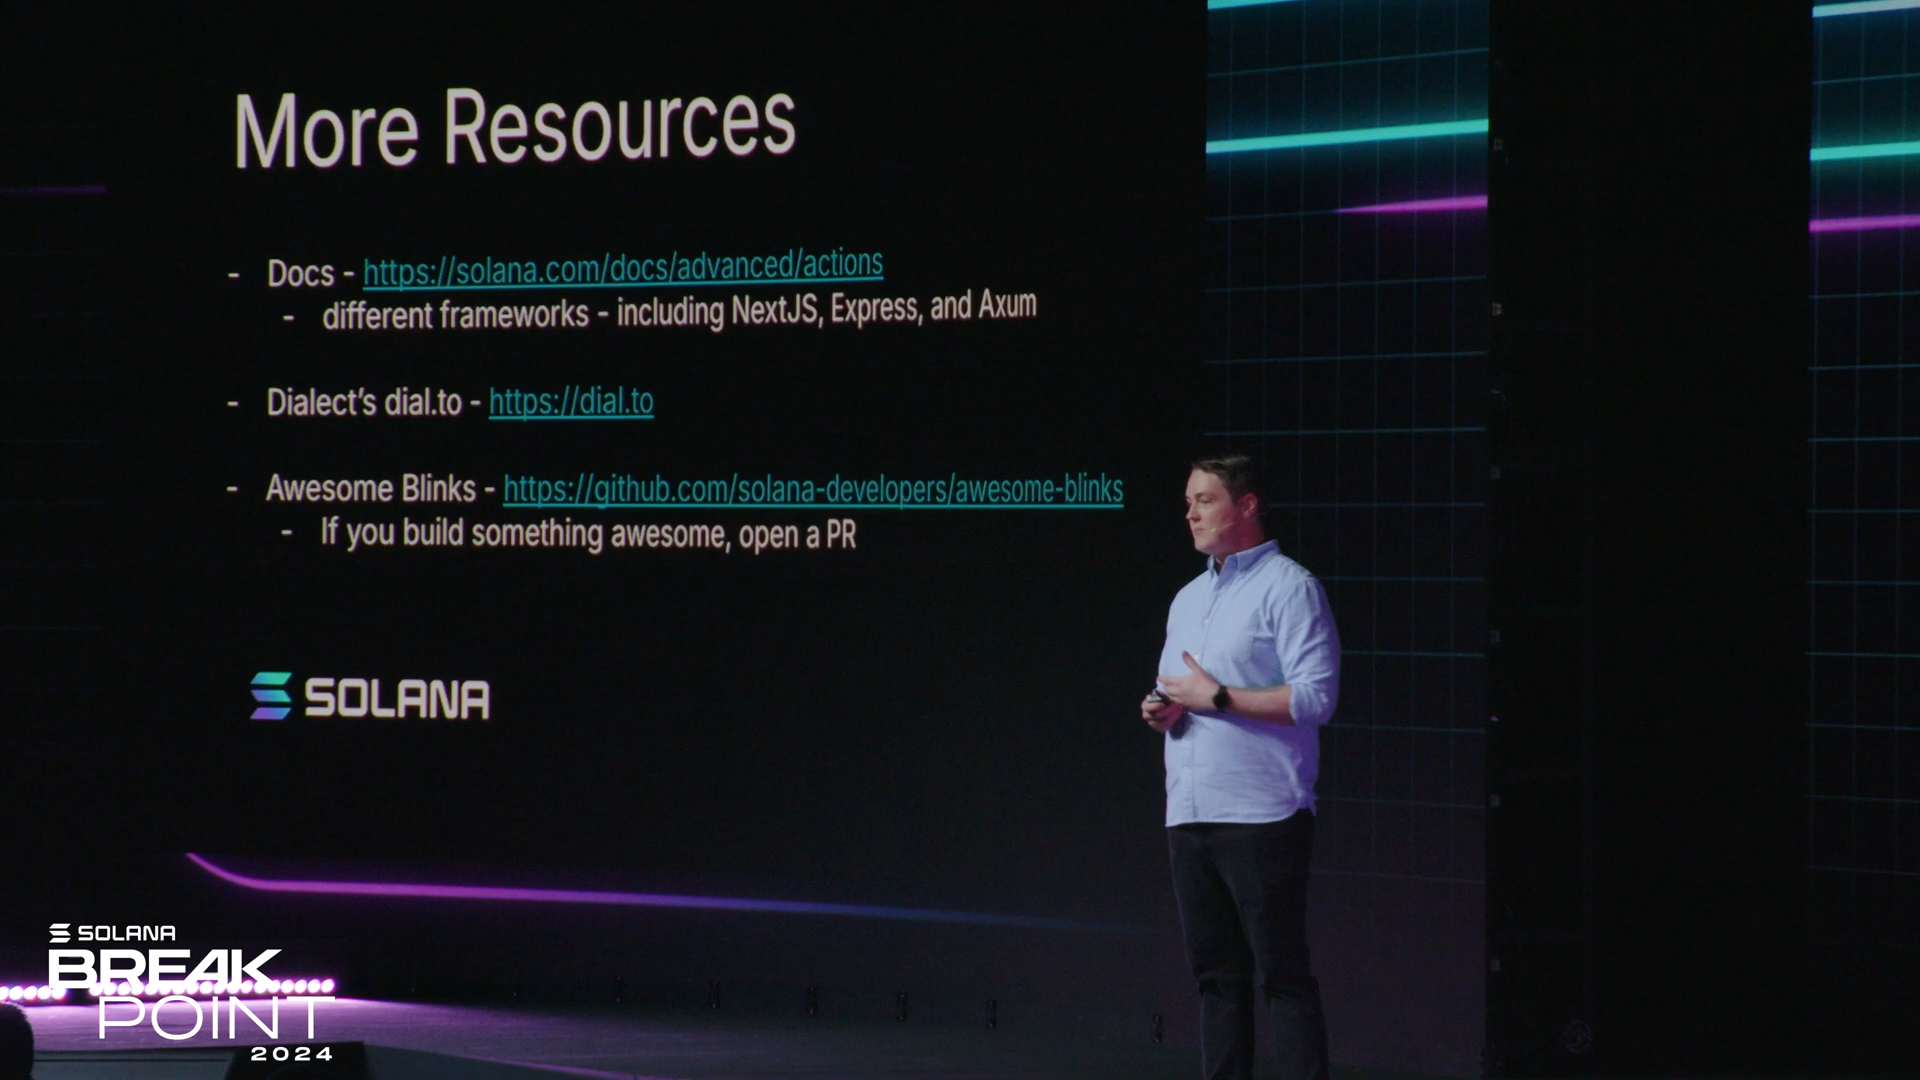 More Resources
- Docs - https://solana.com/docs/advanced/actions
- different frameworks - including NextJS, Express, and Axum
- Dialect's dial.to - https://dial.to
- Awesome Blinks - https://github.com/solana-developers/awesome-blinks
- If you build something awesome, open a PR
SOLANA
SOLANA
BREAK
POINT
2024